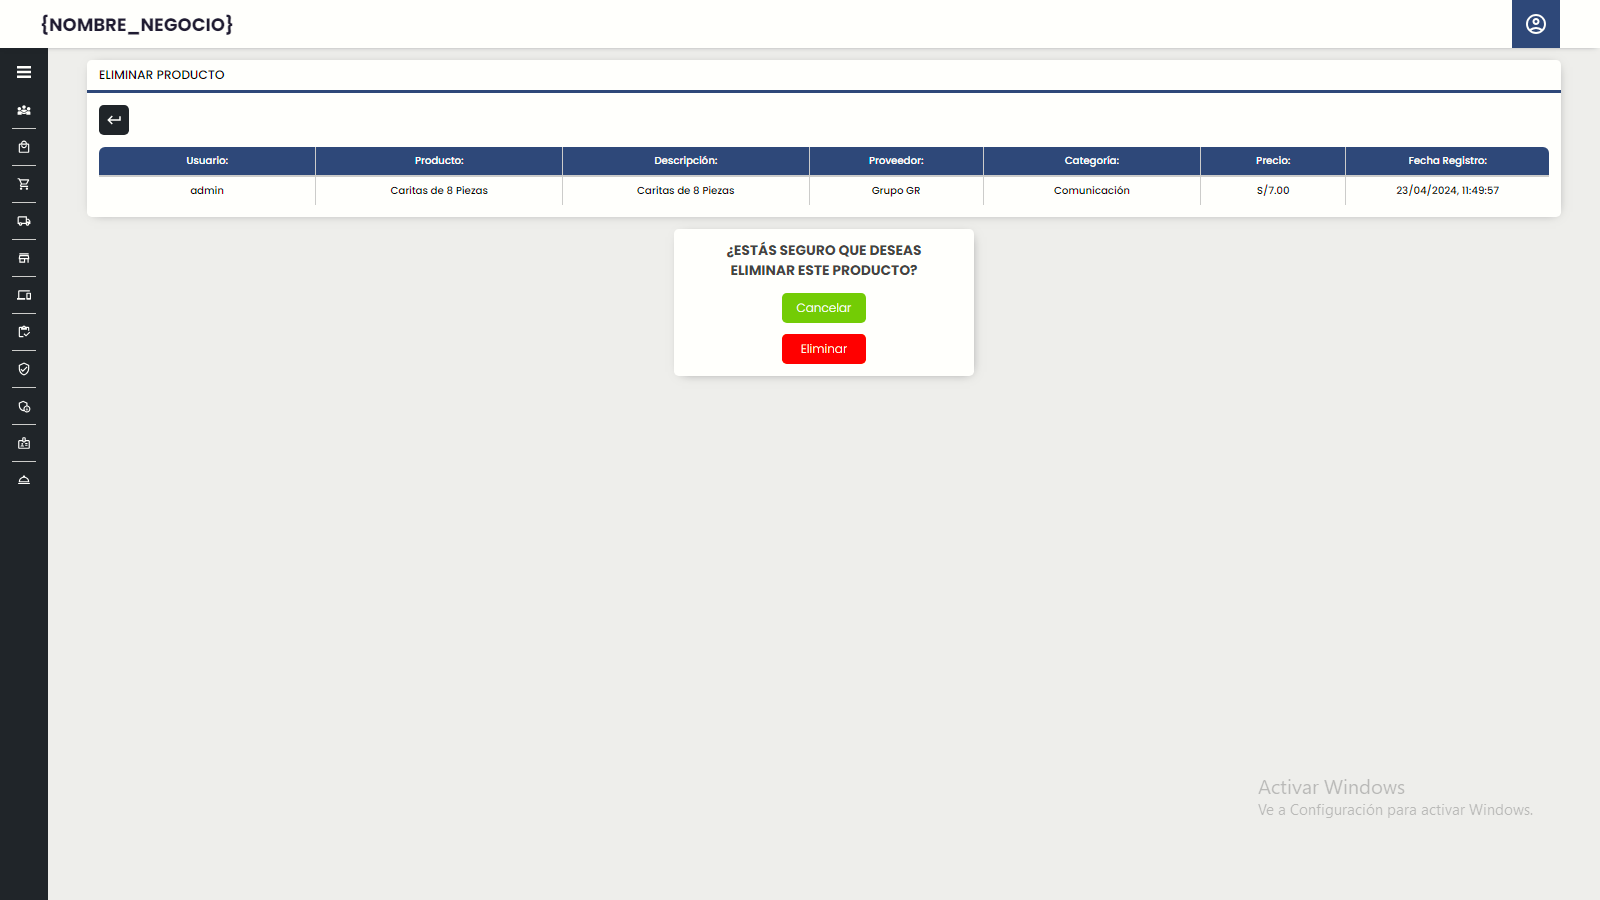 {NOMBRE_NEGOCIO}
ELIMINAR PRODUCTO
Usuario: Producto: Descripción: Proveedor: Categoría: Precio: Fecha Registro:
admin Caritas de 8 Piezas Caritas de 8 Piezas Grupo GR Comunicación S/7.00 23/04/2024, 11:49:57
¿ESTÁS SEGURO QUE DESEAS
ELIMINAR ESTE PRODUCTO?
Cancelar
Eliminar
Activar Windows
Ve a Configuración para activar Windows.